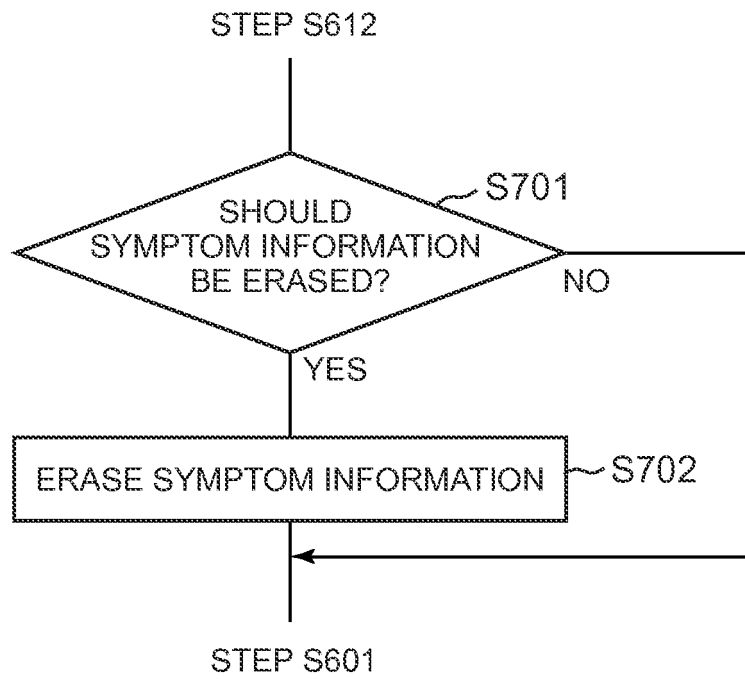 STEP S612
S701
SHOULD
SYMPTOM INFORMATION
BE ERASED?
NO
YES
ERASE SYMPTOM INFORMATION
S702
STEP S601